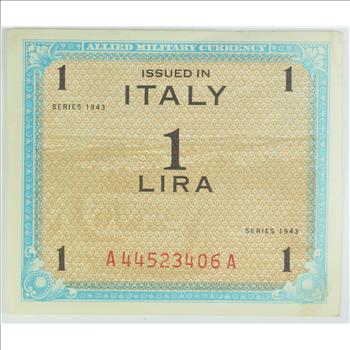 ALLIED MILITARY CURRENCY
1 ISSUED IN 1
ITALY
SERIES 1943
1
LIRA
SERIES 1943
1 A44523406A 1